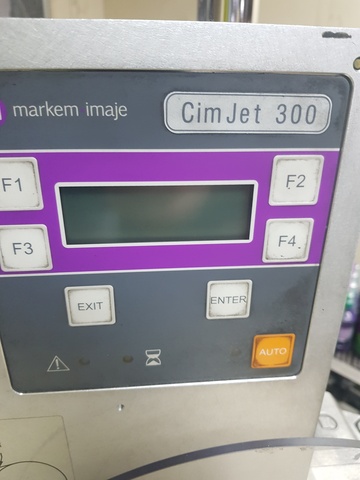 markem imaje
CimJet 300
F1
F2
F3
F4
EXIT
ENTER
AUTO